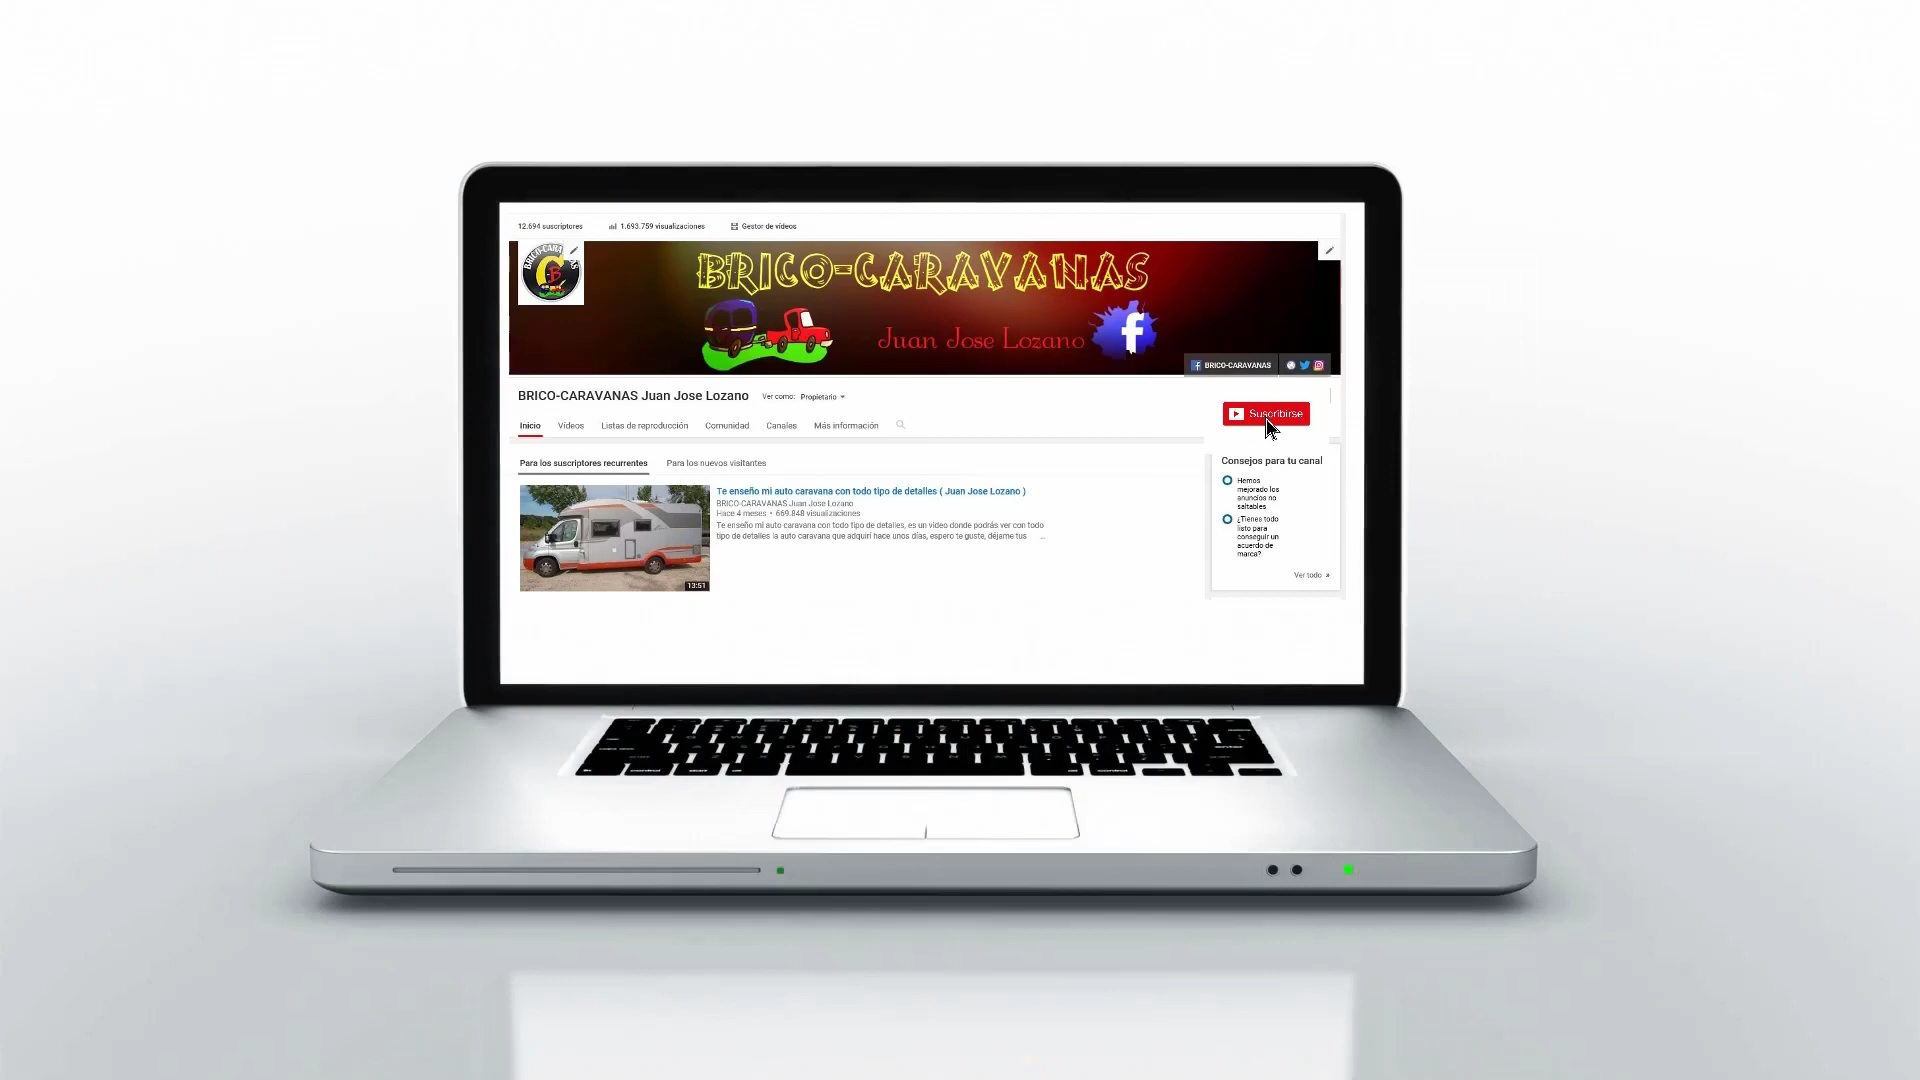 12.694 suscriptores
1.693.759 visualizaciones
Gestor de vídeos
BRICO-CARAVANAS
Juan Jose Lozano
f
BRICO-CARAVANAS
BRICO-CARAVANAS Juan Jose Lozano
Ver como: Propietario
Suscribirse
Inicio Vídeos Listas de reproducción Comunidad Canales Más información
Para los suscriptores recurrentes Para los nuevos visitantes
Te enseño mi auto caravana con todo tipo de detalles ( Juan Jose Lozano )
BRICO-CARAVANAS Juan Jose Lozano
Hace 4 meses • 669.848 visualizaciones
Te enseño mi auto caravana con todo tipo de detalles, es un video donde podrás ver con todo
tipo de detalles la auto caravana que adquirí hace unos días, espero te guste, déjame tus ...
13:51
Consejos para tu canal
Hemos
mejorado los
anuncios no
saltables
¿Tienes todo
listo para
conseguir un
acuerdo de
marca?
Ver todo »